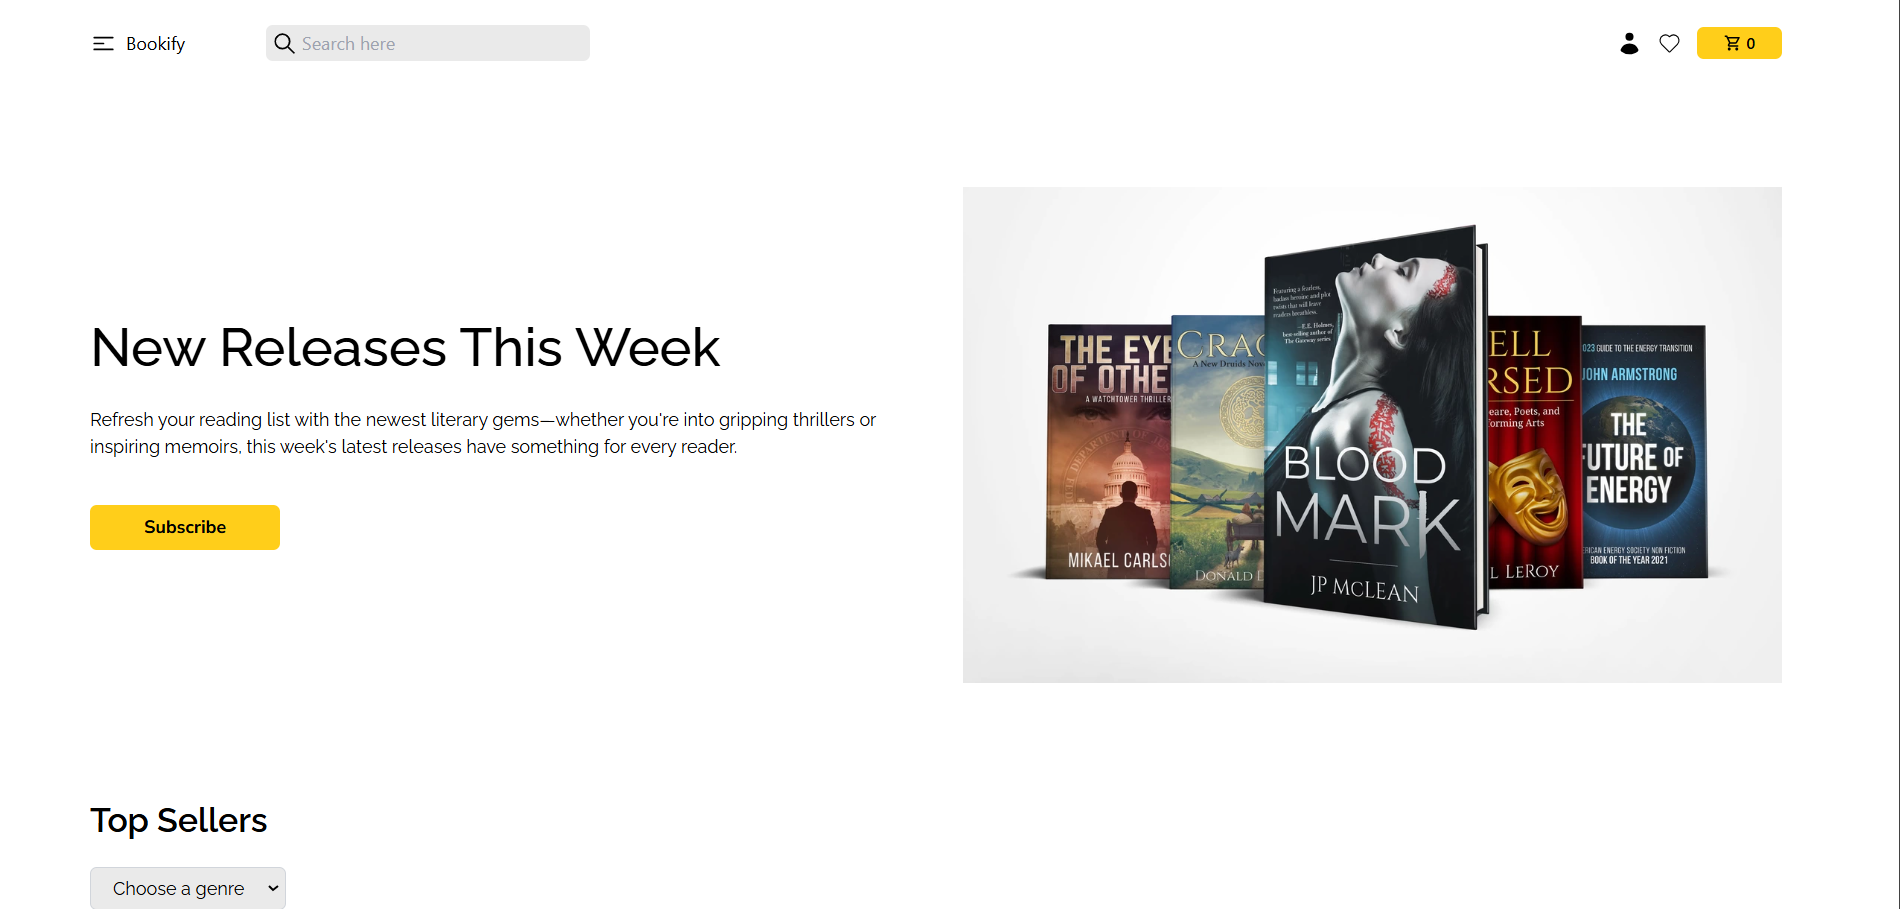 Bookify
Search here
0
New Releases This Week
Refresh your reading list with the newest literary gems—whether you're into gripping thrillers or
inspiring memoirs, this week's latest releases have something for every reader.
Subscribe
THE EYE
OF OTHE
A WATCHTOWER THRILLER
MIKAEL CARLSO
CRAG
A New Druids Nov
DONALD D
Featuring a fearless,
badass heroine and plot
twists that will leave
readers breathless.
—E.E. Holmes,
best-selling author of
The Gateway series
BLOOD
MARK
JP MCLEAN
ELL
RSED
peare, Poets, and
forming Arts
L LEROY
023 GUIDE TO THE ENERGY TRANSITION
JOHN ARMSTRONG
THE
FUTURE OF
ENERGY
RICAN ENERGY SOCIETY NON FICTION
BOOK OF THE YEAR 2021
Top Sellers
Choose a genre